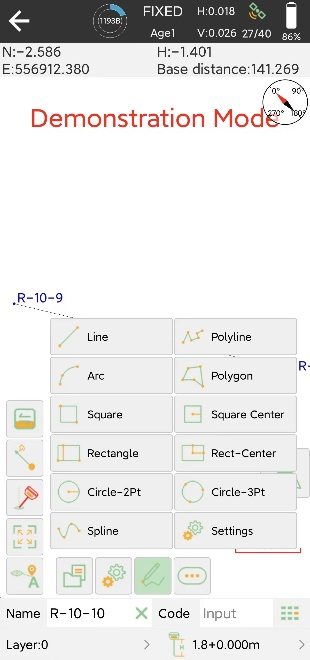 (1193B) FIXED H:0.018
Age1 V:0.026 27/40 86%
N:-2.586 H:-1.401
E:556912.380 Base distance:141.269
Demonstration Mode
0° 90°
270° 180°
R-10-9
Line Polyline
R-
Arc Polygon
Square Square Center
Rectangle Rect-Center
Circle-2Pt Circle-3Pt
Spline Settings
A
Name R-10-10 Code Input
Layer:0 1.8+0.000m